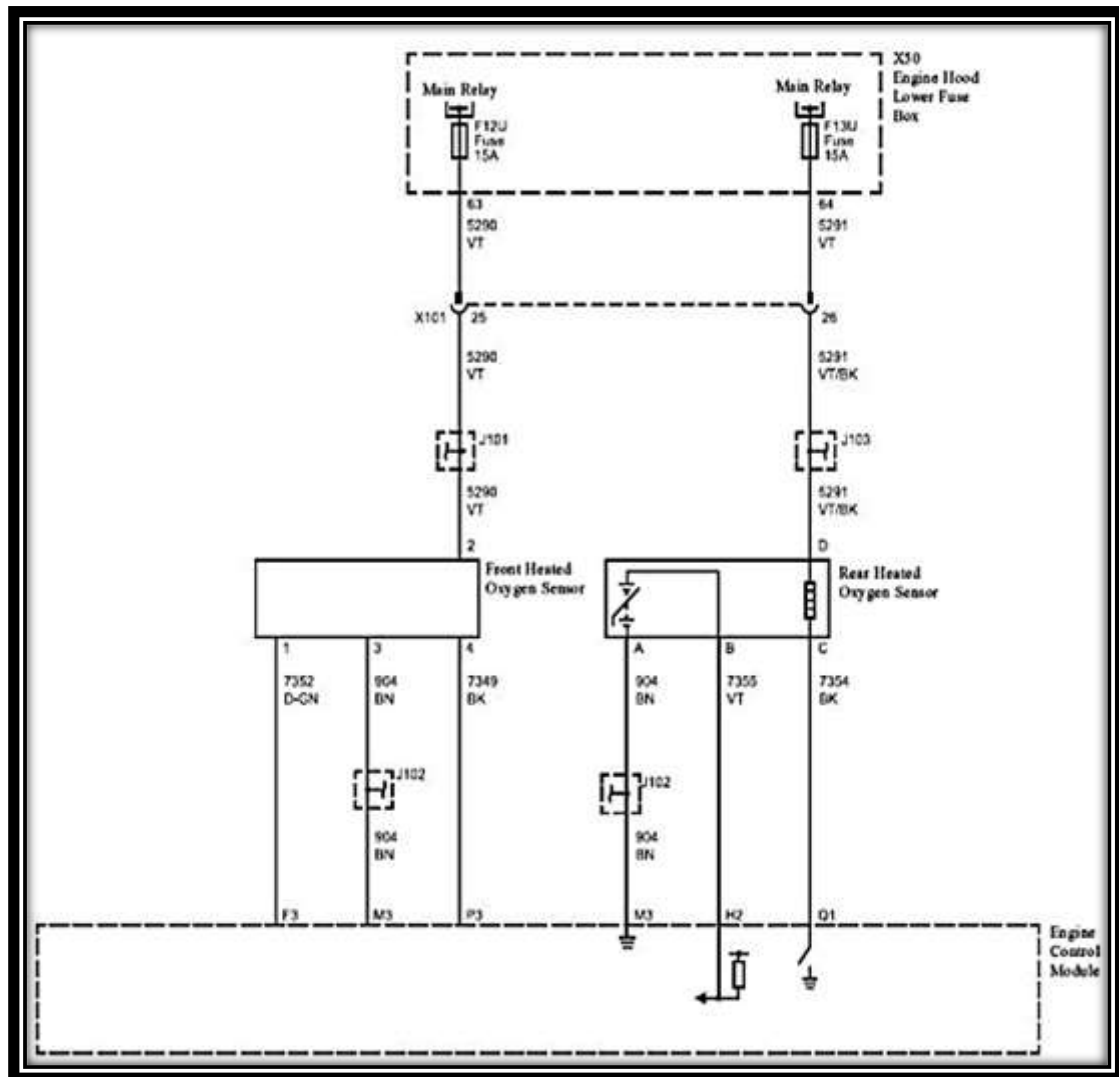 X50
Engine Hood
Lower Fuse
Box
Main Relay
Main Relay
F12U
Fuse
15A
F13U
Fuse
15A
63
5290
VT
64
5291
VT
X101
25
26
5290
VT
5291
VT/BK
J101
J103
5290
VT
5291
VT/BK
2
D
Front Heated
Oxygen Sensor
Rear Heated
Oxygen Sensor
1
3
4
A
B
C
7352
D-GN
904
BN
7349
BK
904
BN
7355
VT
7354
BK
J102
J102
904
BN
904
BN
F3
M3
P3
M3
H2
Q1
Engine
Control
Module